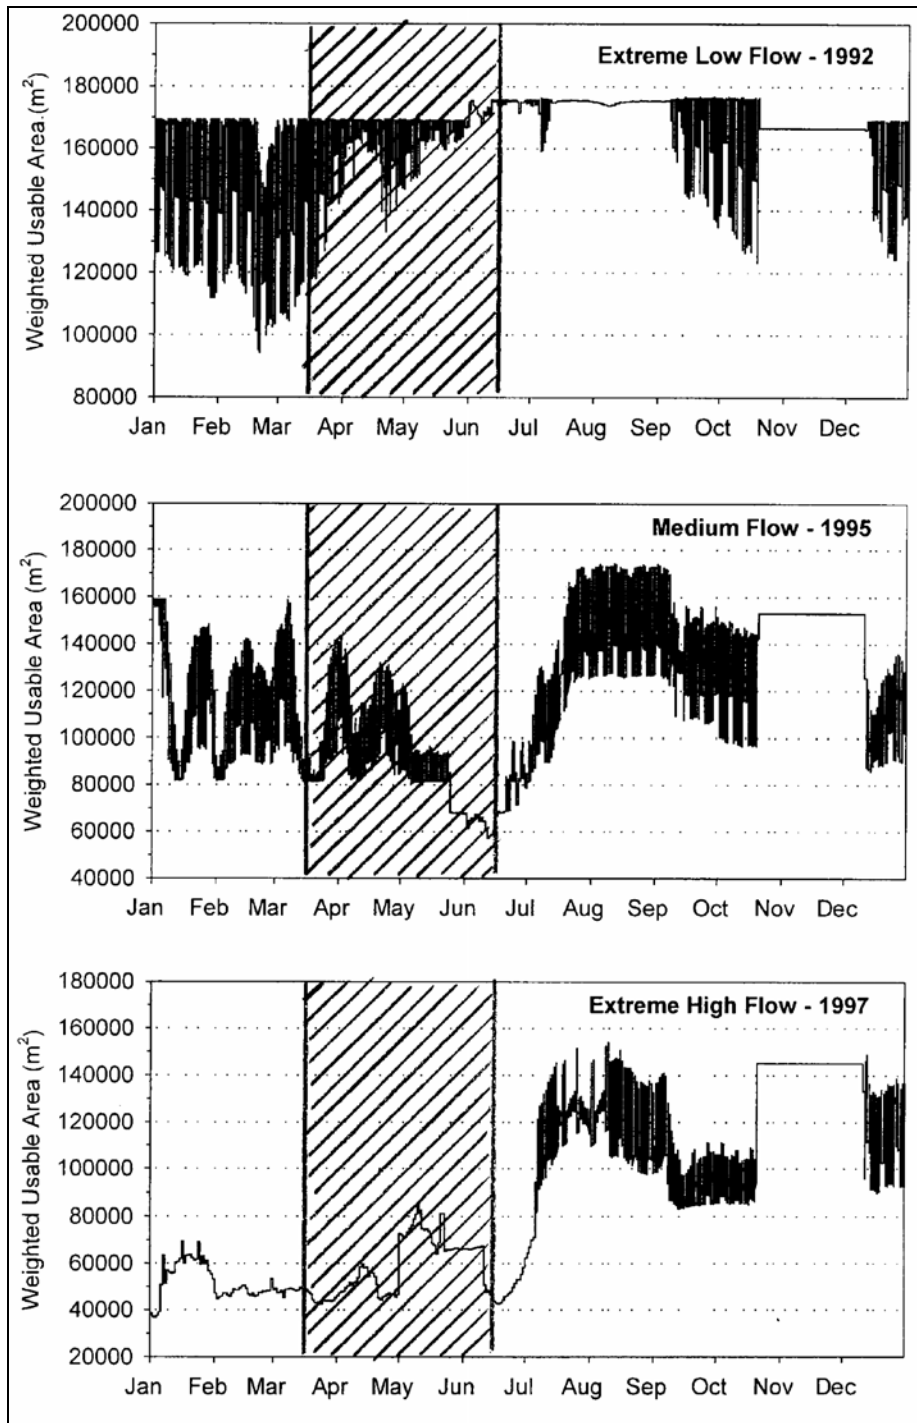 Extreme Low Flow - 1992
Weighted Usable Area.(m²)
200000
180000
160000
140000
120000
100000
80000
Jan Feb Mar Apr May Jun Jul Aug Sep Oct Nov Dec
Medium Flow - 1995
Weighted Usable Area (m²)
200000
180000
160000
140000
120000
100000
80000
60000
40000
Jan Feb Mar Apr May Jun Jul Aug Sep Oct Nov Dec
Extreme High Flow - 1997
Weighted Usable Area (m²)
180000
160000
140000
120000
100000
80000
60000
40000
20000
Jan Feb Mar Apr May Jun Jul Aug Sep Oct Nov Dec